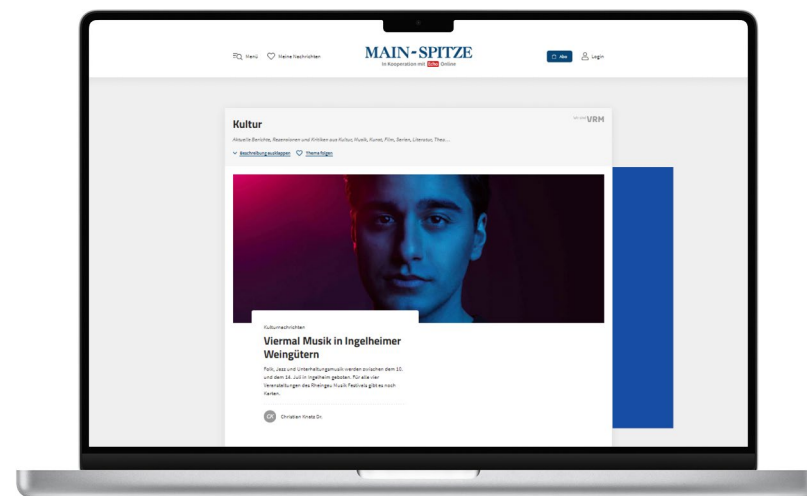 Menü
Meine Nachrichten
MAIN-SPITZE
In Kooperation mit Echo Online
Abo
Login
Kultur
VRM
Aktuelle Berichte, Rezensionen und Kritiken aus Kultur, Musik, Kunst, Film, Serien, Literatur, Thea ...
Beschreibung ausklappen
Thema folgen
Kulturnachrichten
Viermal Musik in Ingelheimer
Weingütern
Folk, Jazz und Unterhaltungsmusik werden zwischen dem 10.
und dem 14. Juli in Ingelheim geboten. Für alle vier
Veranstaltungen des Rheingau Musik Festivals gibt es noch
Karten.
Christian Knatz Dr.